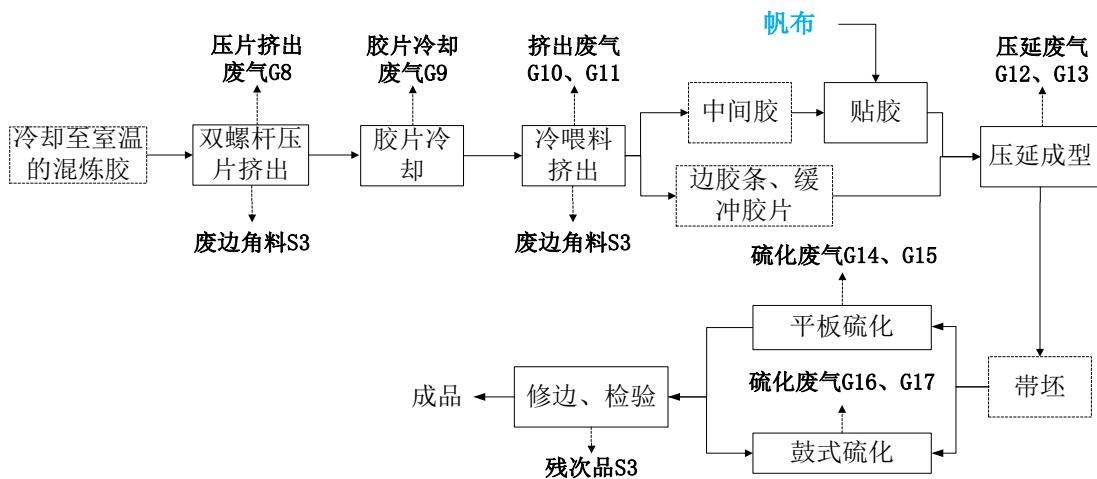 帆布
压片挤出
废气G8
胶片冷却
废气G9
挤出废气
G10、G11
压延废气
G12、G13
冷却至室温
的混炼胶
双螺杆压
片挤出
胶片冷
却
冷喂料
挤出
中间胶
贴胶
边胶条、缓
冲胶片
压延成型
废边角料S3
废边角料S3
硫化废气G14、G15
平板硫化
硫化废气G16、G17
带坯
成品
修边、检验
鼓式硫化
残次品S3